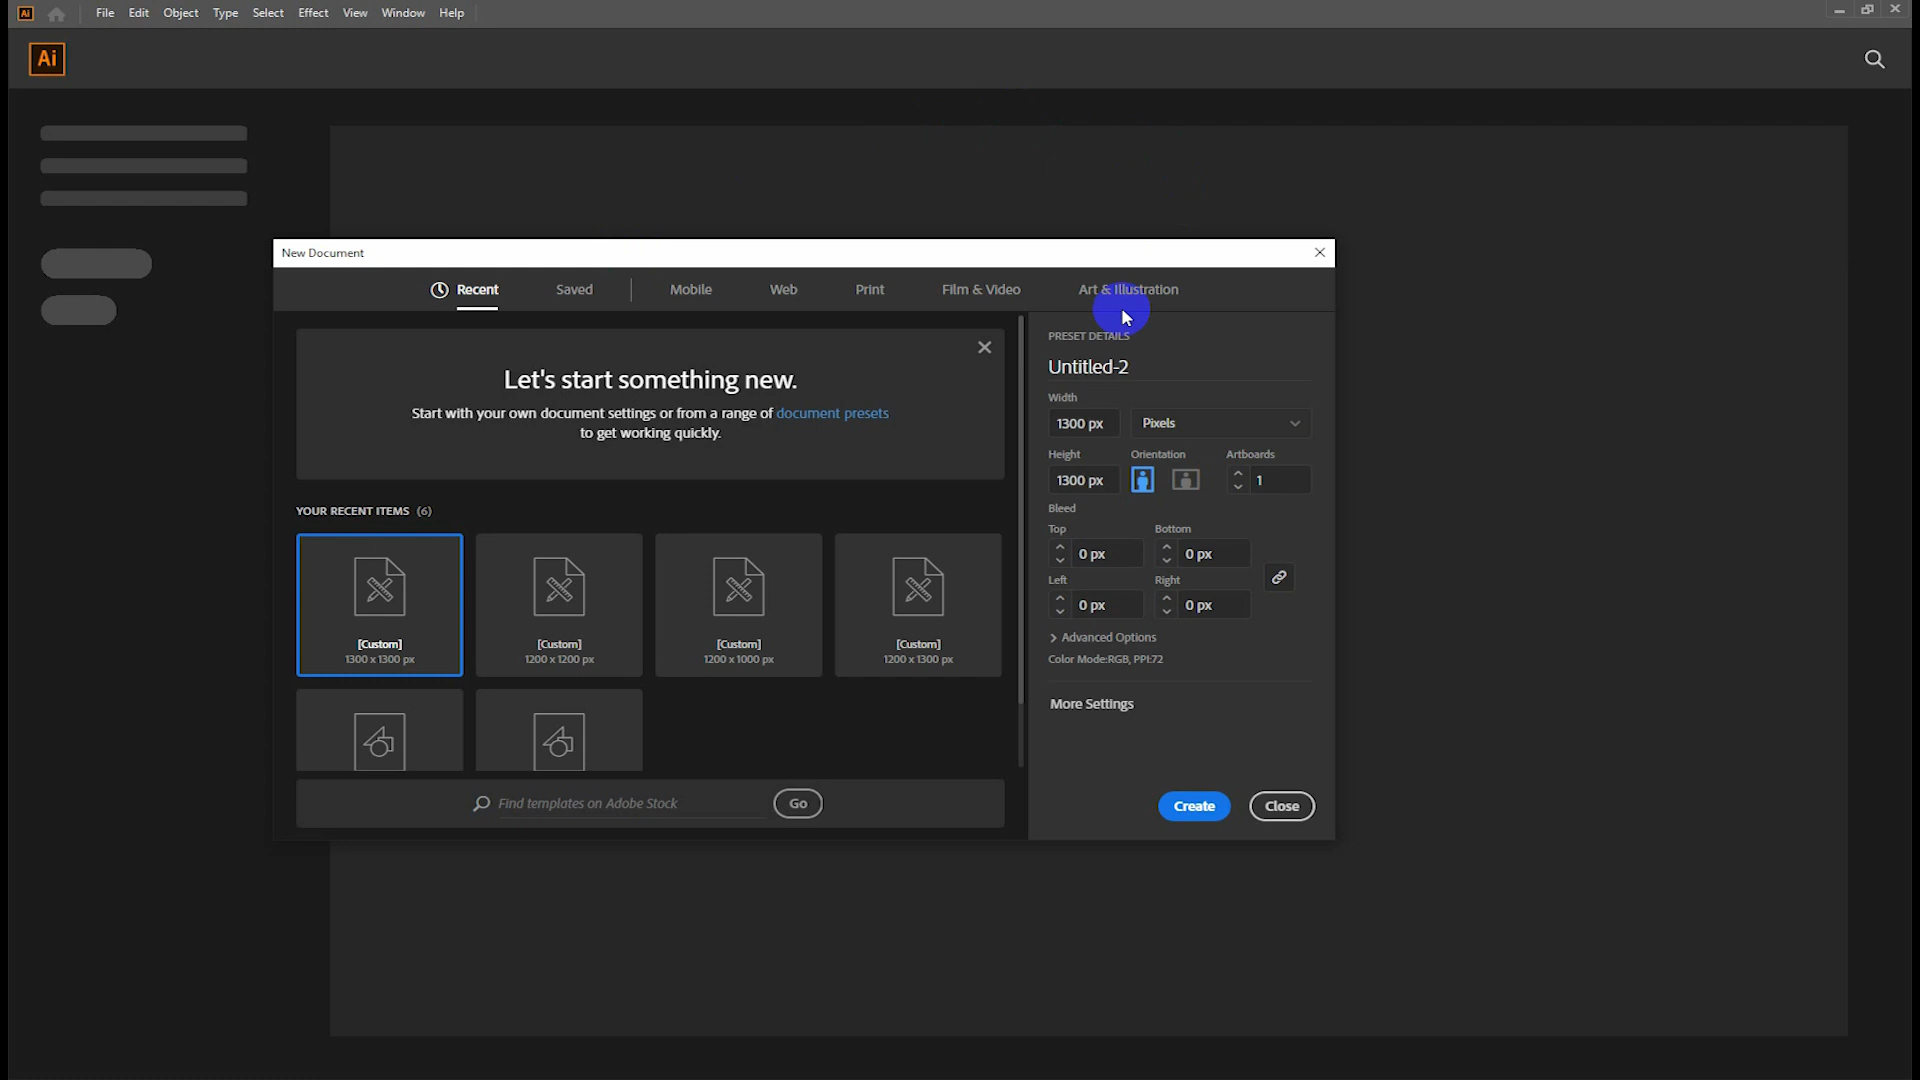 Ai File Edit Object Type Select Effect View Window Help
Ai
New Document
Recent Saved Mobile Web Print Film & Video Art & Illustration
Let's start something new.
Start with your own document settings or from a range of document presets
to get working quickly.
YOUR RECENT ITEMS (6)
[Custom]
1300 x 1300 px
[Custom]
1200 x 1200 px
[Custom]
1200 x 1000 px
[Custom]
1200 x 1300 px
Find templates on Adobe Stock Go
PRESET DETAILS
Untitled-2
Width
1300 px Pixels
Height Orientation Artboards
1300 px 1
Bleed
Top Bottom
0 px 0 px
Left Right
0 px 0 px
Advanced Options
Color Mode:RGB, PPI:72
More Settings
Create Close